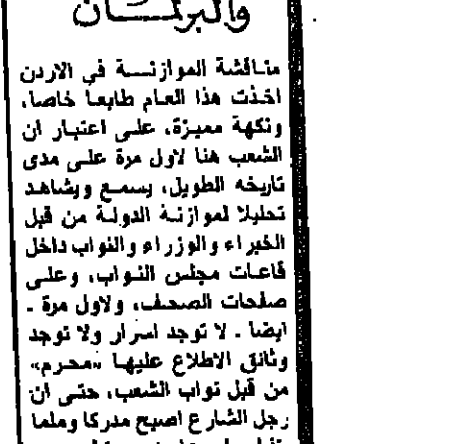 والبرلمـــان
مناقشة الموازنــة في الاردن
اخذت هذا العام طابعا خاصا،
ونكهة مميزة، على اعتبار ان
الشعب هنا لاول مرة على مدى
تاريخه الطويل، يسمع ويشاهد
تحليلا لموازنة الدولة من قبل
الخبراء والوزراء والنواب داخل
قاعات مجلس النواب، وعلى
صفحات الصحف، ولاول مرة -
ايضا - لا توجد اسرار ولا توجد
وثائق الاطلاع عليها «محرم»
من قبل نواب الشعب، حتى ان
رجل الشارع اصبح مدركا وملما